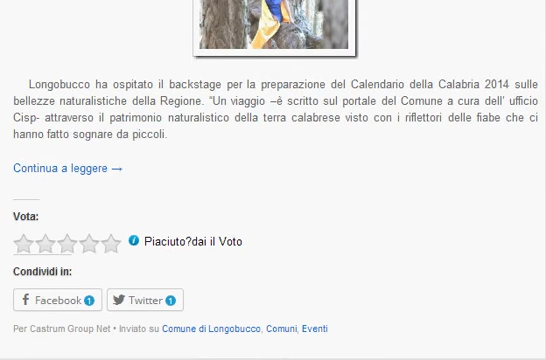 Longobucco ha ospitato il backstage per la preparazione del Calendario della Calabria 2014 sulle
bellezze naturalistiche della Regione. “Un viaggio –è scritto sul portale del Comune a cura dell’ ufficio
Cisp- attraverso il patrimonio naturalistico della terra calabrese visto con i riflettori delle fiabe che ci
hanno fatto sognare da piccoli.
Continua a leggere →
Vota:
Piaciuto?dai il Voto
Condividi in:
Facebook 1 Twitter 1
Per Castrum Group Net • Inviato su Comune di Longobucco, Comuni, Eventi